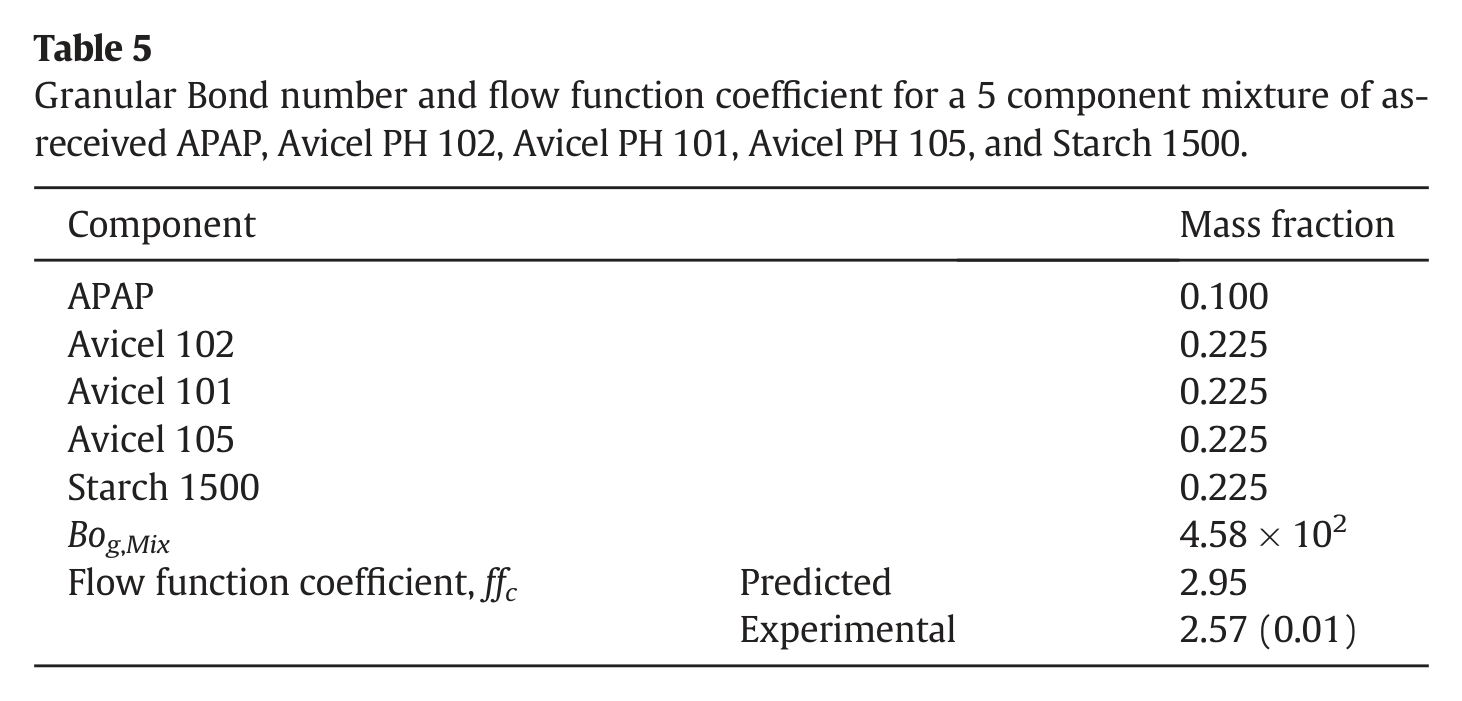 Table 5
Granular Bond number and flow function coefficient for a 5 component mixture of as-
received APAP, Avicel PH 102, Avicel PH 101, Avicel PH 105, and Starch 1500.
Component Mass fraction
APAP 0.100
Avicel 102 0.225
Avicel 101 0.225
Avicel 105 0.225
Starch 1500 0.225
Bo_{g,Mix} 4.58 × 10²
Flow function coefficient, ff_c Predicted 2.95
Experimental 2.57 (0.01)